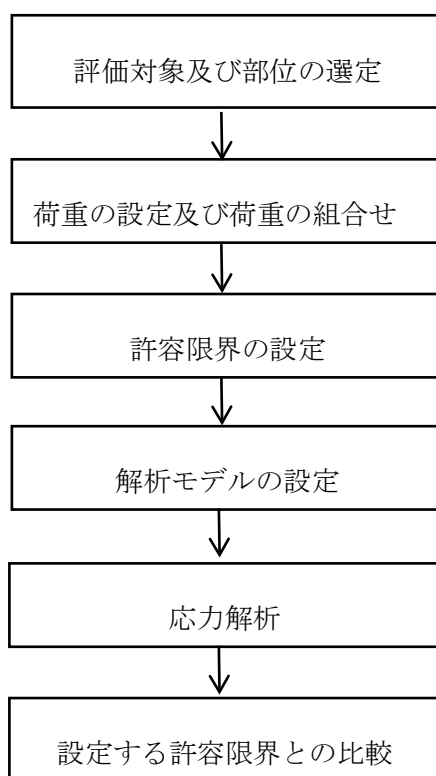 評価対象及び部位の選定
荷重の設定及び荷重の組合せ
許容限界の設定
解析モデルの設定
応力解析
設定する許容限界との比較